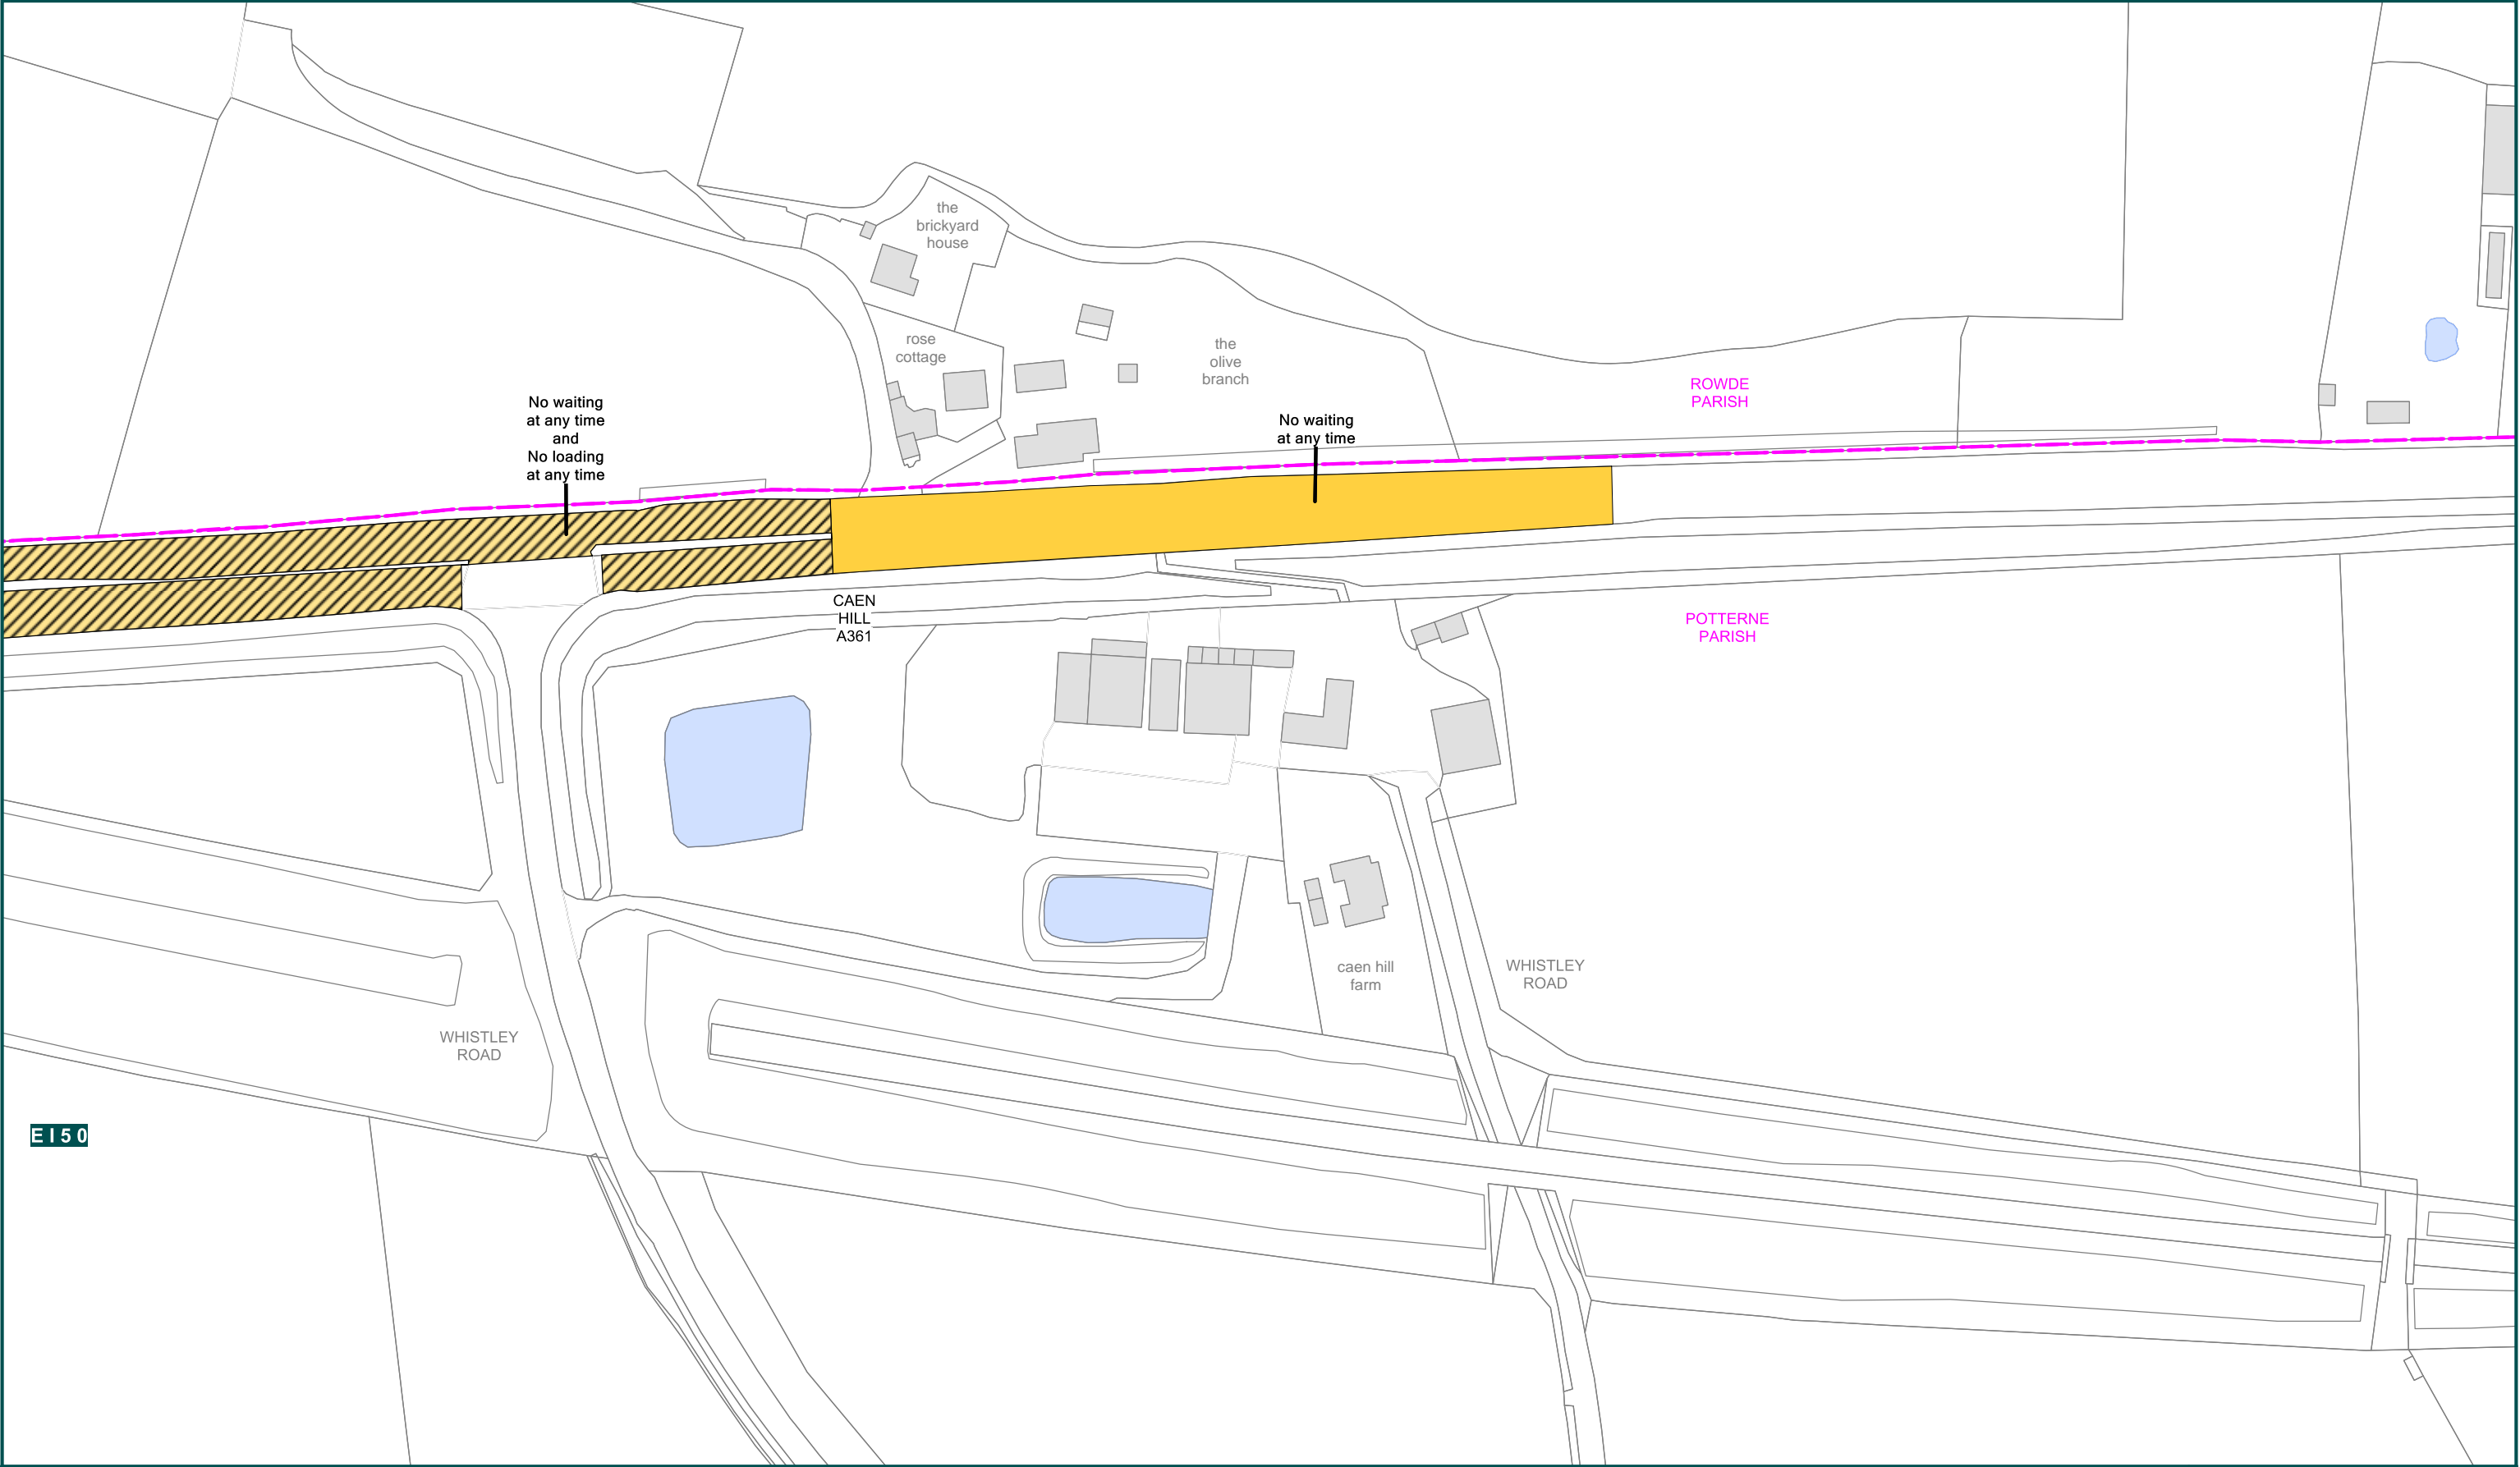 the
brickyard
house
rose
cottage
the
olive
branch
ROWDE
PARISH
No waiting
at any time
and
No loading
at any time
No waiting
at any time
CAEN
HILL
A361
POTTERNE
PARISH
caen hill
farm
WHISTLEY
ROAD
WHISTLEY
ROAD
EI50